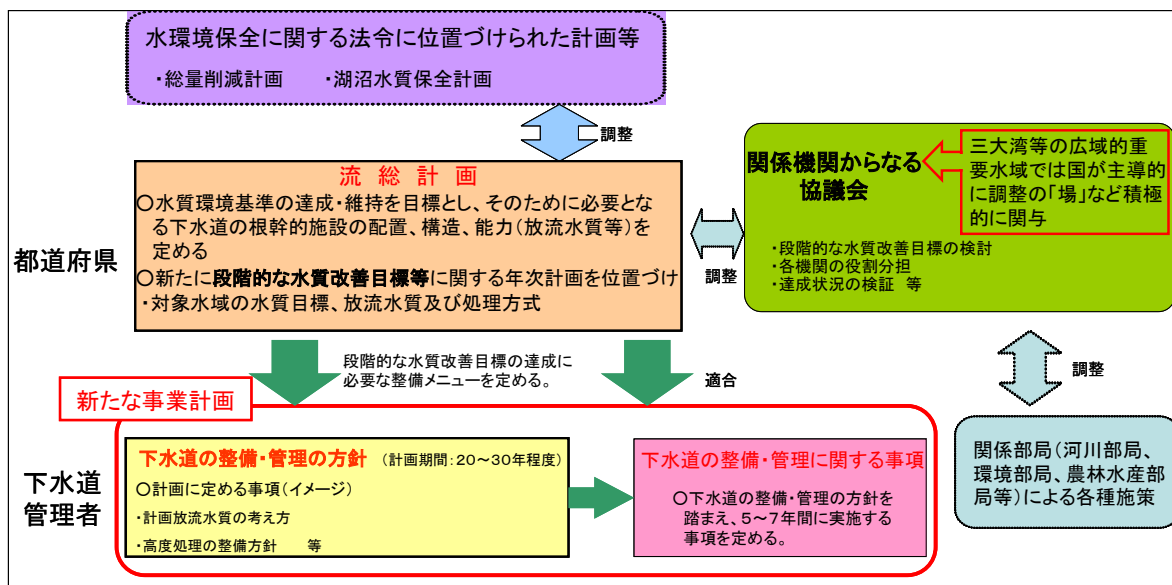 水環境保全に関する法令に位置づけられた計画等
・総量削減計画　　・湖沼水質保全計画
調整
都道府県
流 総 計 画
○水質環境基準の達成・維持を目標とし、そのために必要とな
る下水道の根幹的施設の配置、構造、能力(放流水質等)を
定める
○新たに段階的な水質改善目標等に関する年次計画を位置づけ
・対象水域の水質目標、放流水質及び処理方式
調整
関係機関からなる
協議会
三大湾等の広域的重
要水域では国が主導的
に調整の「場」など積極
的に関与
・段階的な水質改善目標の検討
・各機関の役割分担
・達成状況の検証　等
段階的な水質改善目標の達成に
必要な整備メニューを定める。
適合
調整
新たな事業計画
下水道
管理者
下水道の整備・管理の方針　(計画期間:20～30年程度)
○計画に定める事項(イメージ)
・計画放流水質の考え方
・高度処理の整備方針　　等
下水道の整備・管理に関する事項
○下水道の整備・管理の方針を
踏まえ、5～7年間に実施する
事項を定める。
関係部局(河川部局、
環境部局、農林水産部
局等)による各種施策